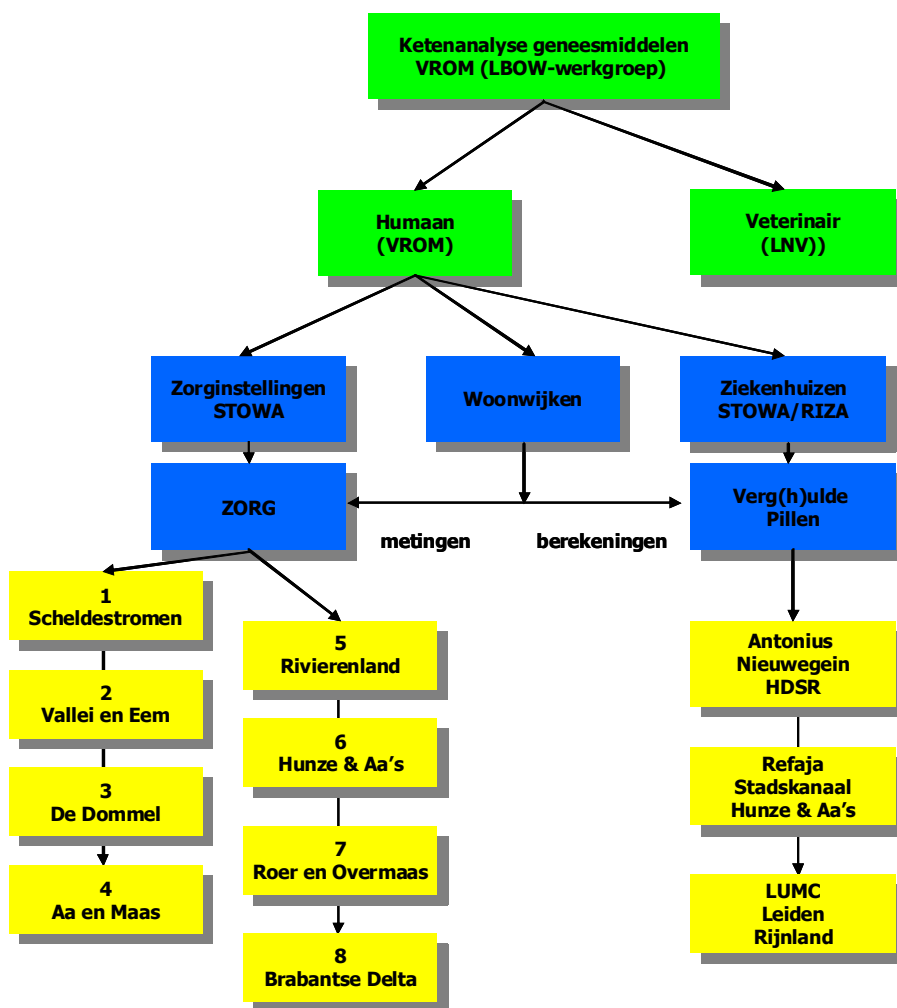 Ketenanalyse geneesmiddelen
VROM (LBOW-werkgroep)
Humaan
(VROM)
Veterinair
(LNV))
Zorginstellingen
STOWA
Woonwijken
Ziekenhuizen
STOWA/RIZA
ZORG
metingen
berekeningen
Verg(h)ulde
Pillen
1
Scheldestromen
2
Vallei en Eem
3
De Dommel
4
Aa en Maas
5
Rivierenland
6
Hunze & Aa’s
7
Roer en Overmaas
8
Brabantse Delta
Antonius
Nieuwegein
HDSR
Refaja
Stadskanaal
Hunze & Aa’s
LUMC
Leiden
Rijnland